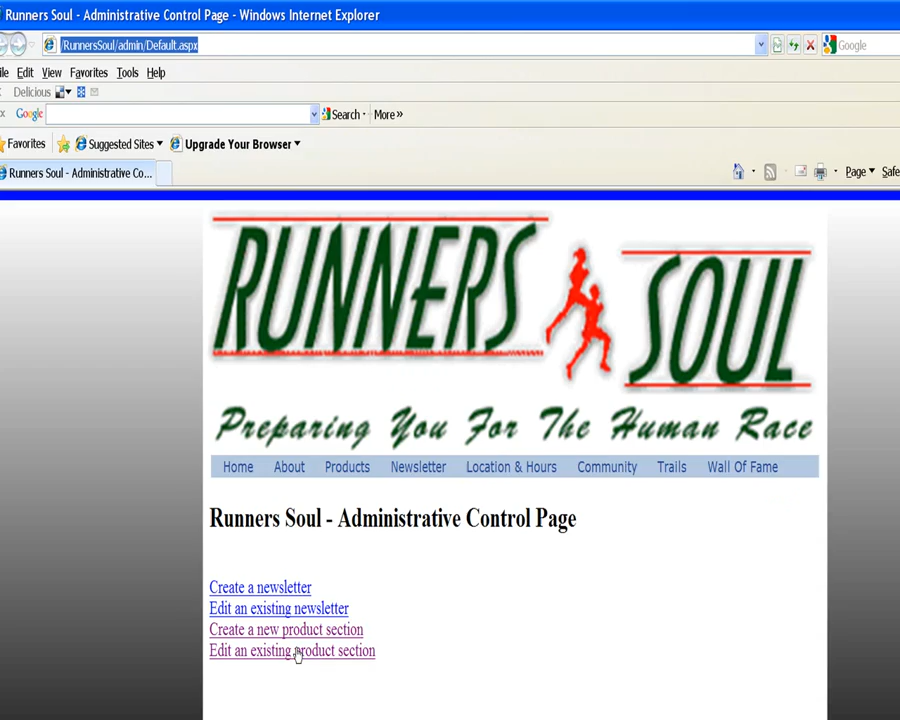 Runners Soul - Administrative Control Page - Windows Internet Explorer
/RunnersSoul/admin/Default.aspx
Google
Edit View Favorites Tools Help
Delicious
Google Search More »
Favorites Suggested Sites Upgrade Your Browser
Runners Soul - Administrative Co... Page
RUNNERS SOUL
Preparing You For The Human Race
Home About Products Newsletter Location & Hours Community Trails Wall Of Fame
Runners Soul - Administrative Control Page
Create a newsletter
Edit an existing newsletter
Create a new product section
Edit an existing product section